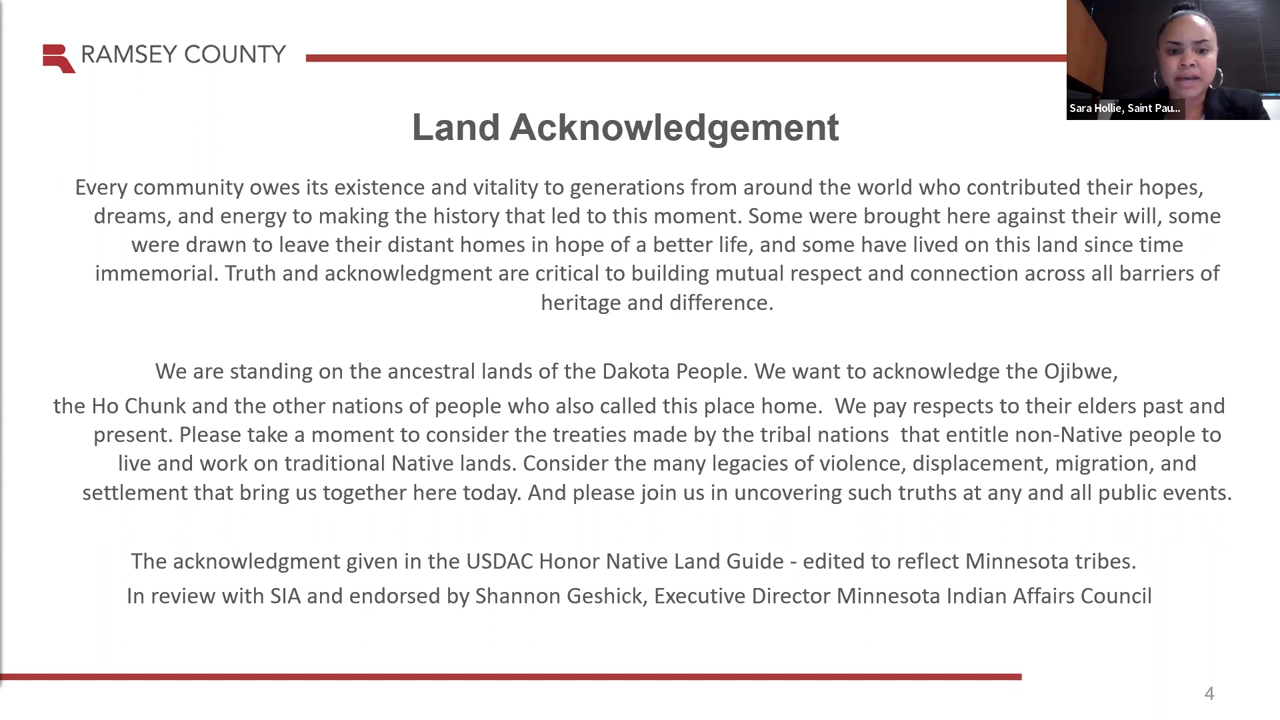 RAMSEY COUNTY
Sara Hollie, Saint Pau...
Land Acknowledgement
Every community owes its existence and vitality to generations from around the world who contributed their hopes,
dreams, and energy to making the history that led to this moment. Some were brought here against their will, some
were drawn to leave their distant homes in hope of a better life, and some have lived on this land since time
immemorial. Truth and acknowledgment are critical to building mutual respect and connection across all barriers of
heritage and difference.
We are standing on the ancestral lands of the Dakota People. We want to acknowledge the Ojibwe,
the Ho Chunk and the other nations of people who also called this place home.  We pay respects to their elders past and
present. Please take a moment to consider the treaties made by the tribal nations  that entitle non-Native people to
live and work on traditional Native lands. Consider the many legacies of violence, displacement, migration, and
settlement that bring us together here today. And please join us in uncovering such truths at any and all public events.
The acknowledgment given in the USDAC Honor Native Land Guide - edited to reflect Minnesota tribes.
In review with SIA and endorsed by Shannon Geshick, Executive Director Minnesota Indian Affairs Council
4